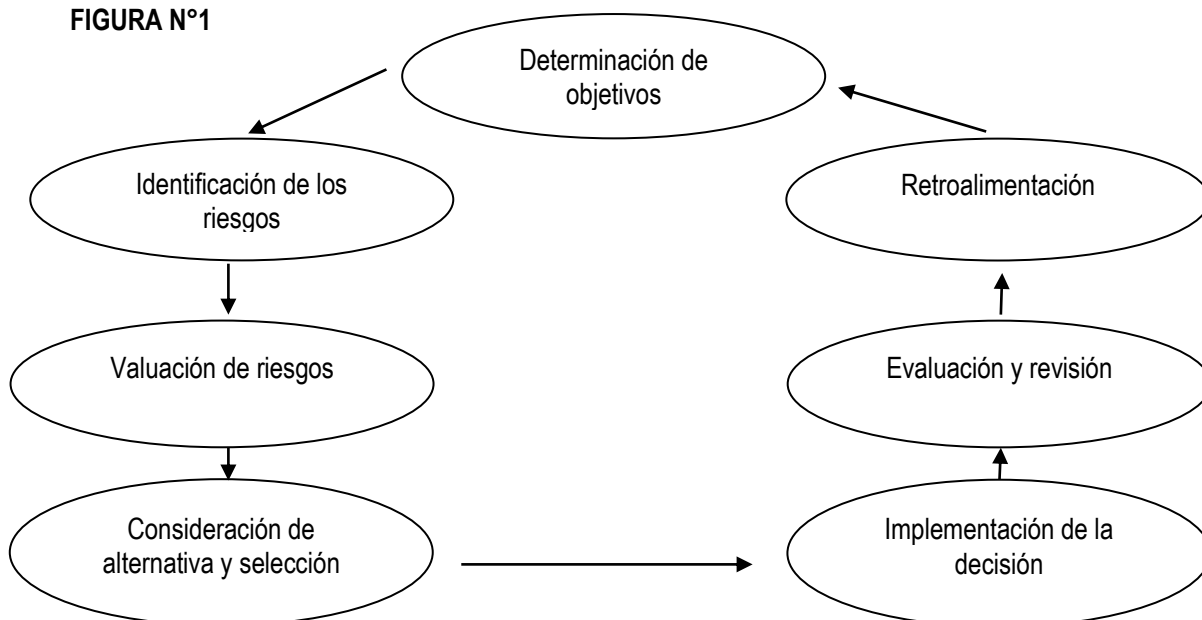 FIGURA N°1
Determinación de
objetivos
Identificación de los
riesgos
Valuación de riesgos
Consideración de
alternativa y selección
Implementación de la
decisión
Evaluación y revisión
Retroalimentación